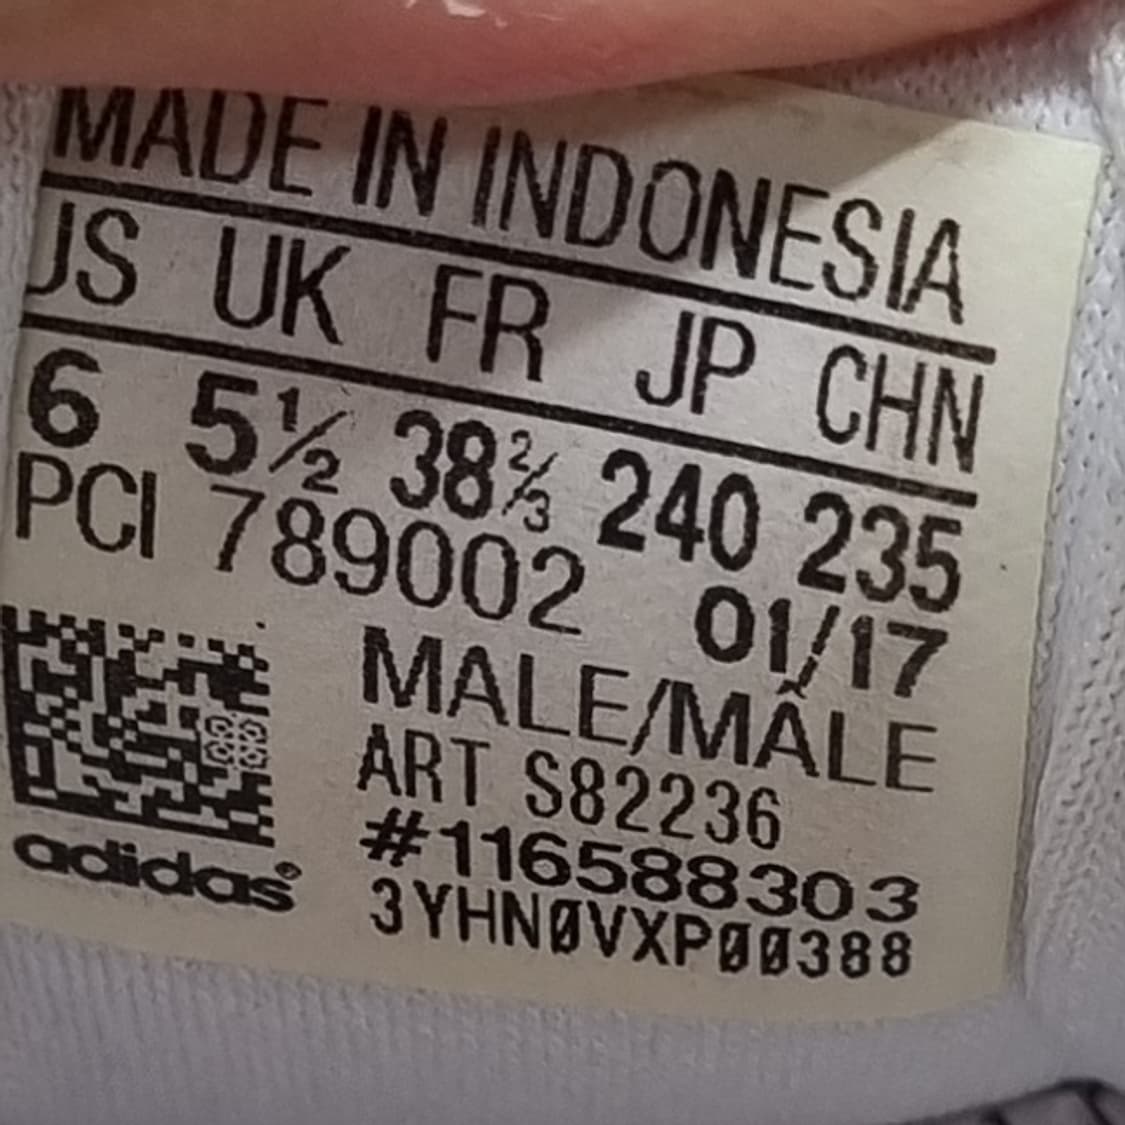 MADE IN INDONESIA
US UK FR JP CHN
6 5½ 38⅔ 240 235
PCI 789002 01/17
MALE/MÂLE
ART S82236
#116588303
adidas®
3YHNØVXPØØ388